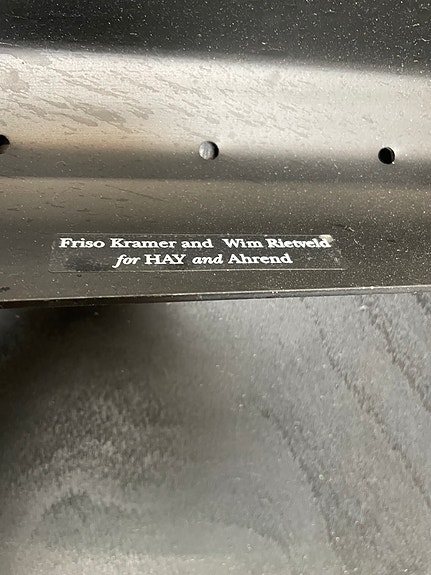 Friso Kramer and Wim Rietveld
for HAY and Ahrend